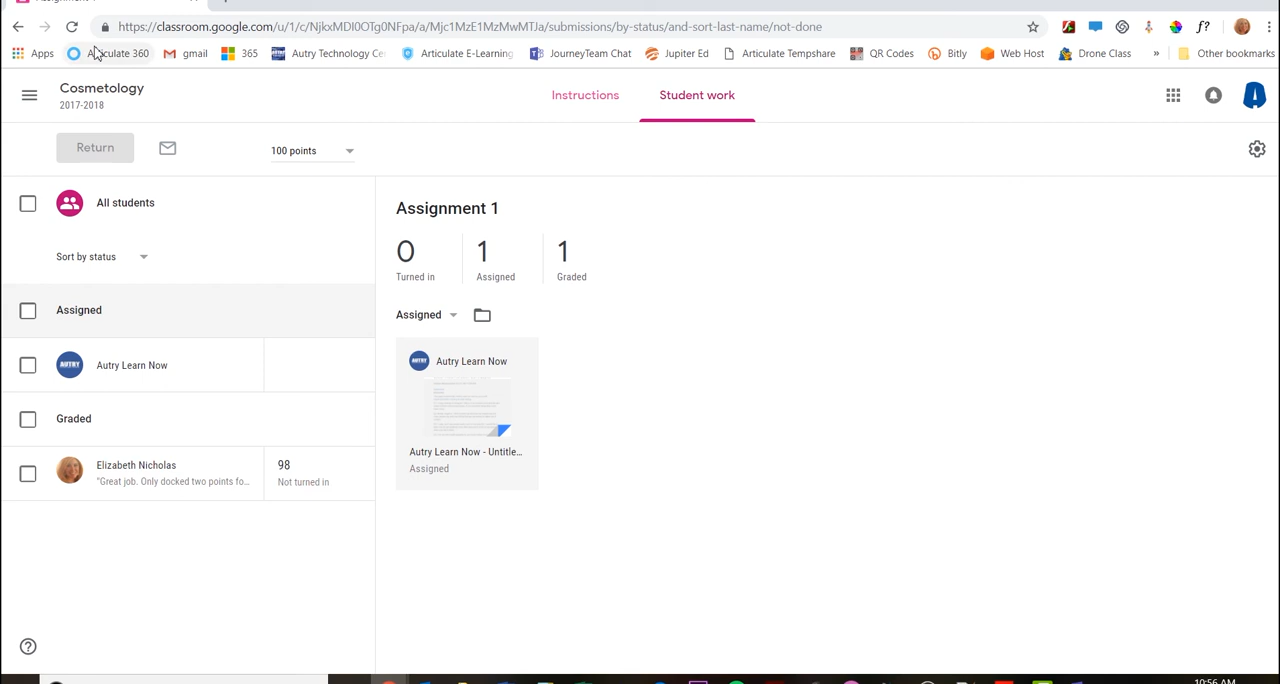 https://classroom.google.com/u/1/c/NjkxMDI0OTg0NFpa/a/Mjc1MzE1MzMwMTJa/submissions/by-status/and-sort-last-name/not-done
f?
Apps Articulate 360 gmail 365 Autry Technology Cen Articulate E-Learning JourneyTeam Chat Jupiter Ed Articulate Tempshare QR Codes Bitly Web Host Drone Class » Other bookmarks
Cosmetology
2017-2018
Instructions Student work
Return 100 points
All students
Sort by status
Assigned
Autry Learn Now
Graded
Elizabeth Nicholas 98
"Great job. Only docked two points fo... Not turned in
Assignment 1
0 1 1
Turned in Assigned Graded
Assigned
AUTRY Autry Learn Now
Autry Learn Now - Untitle...
Assigned
10:56 AM